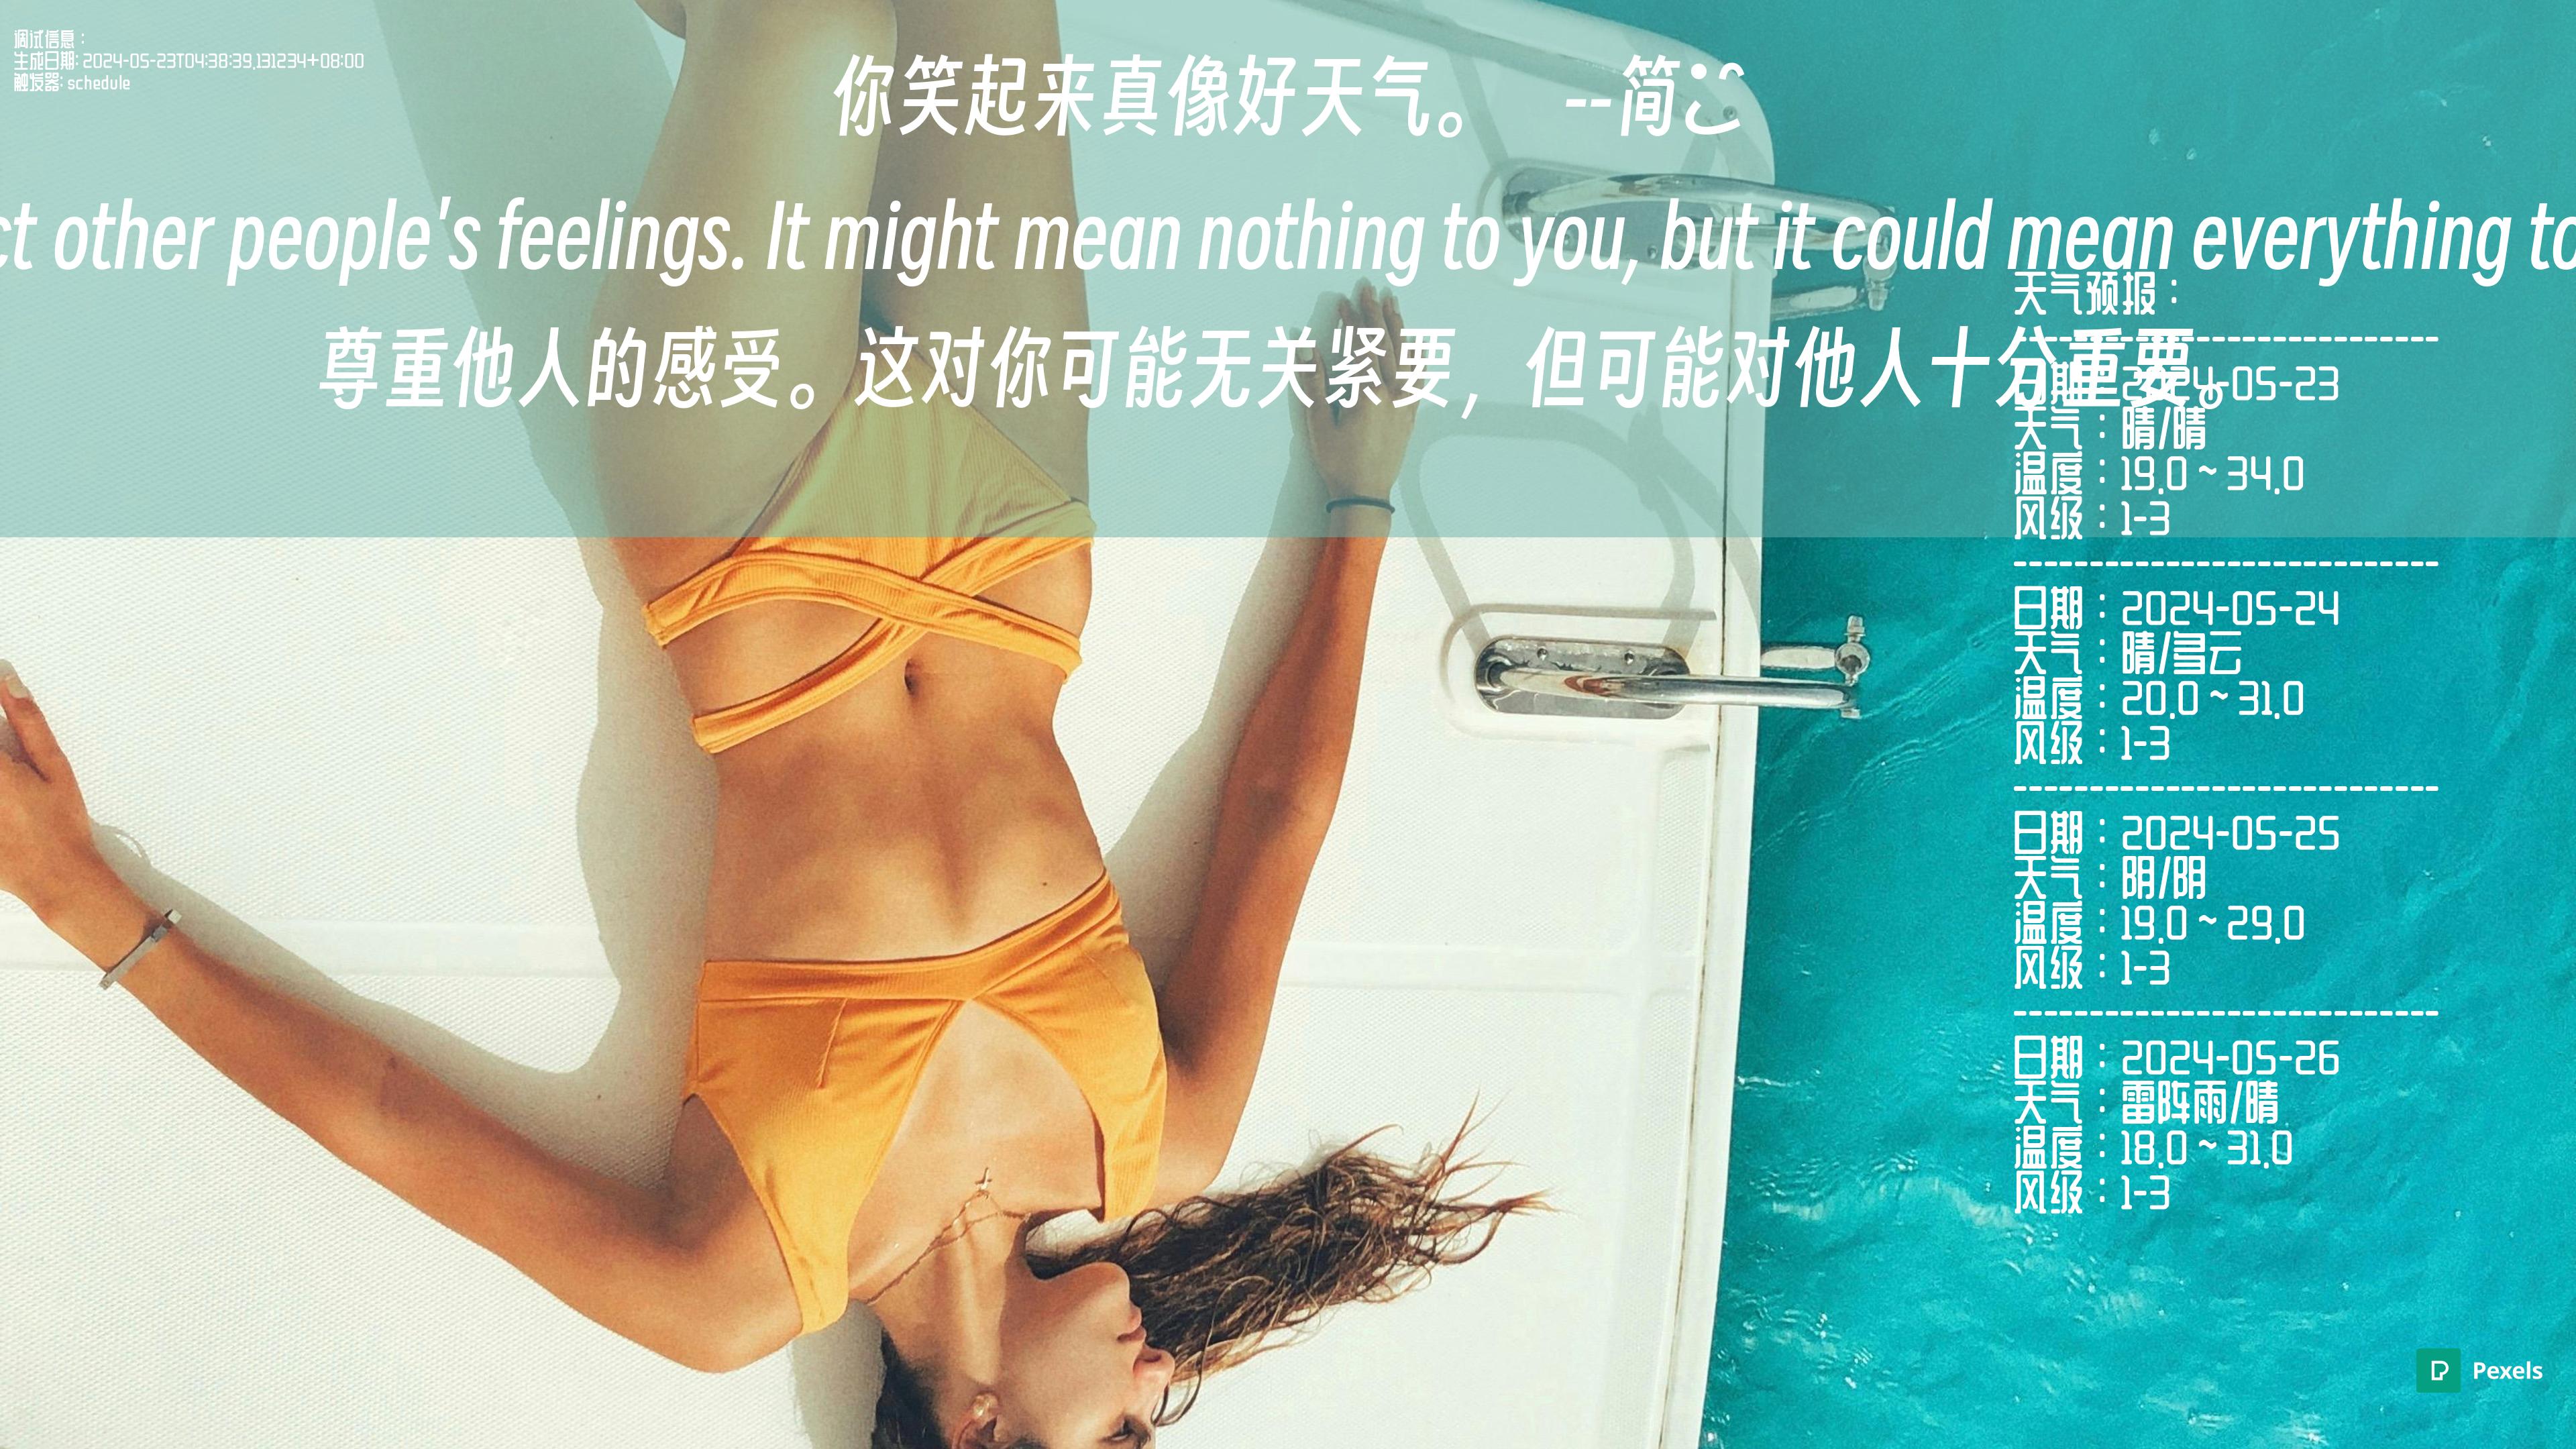 调试信息：
生成日期: 2024-05-23T04:38:39.131234+08:00
触发器: schedule
你笑起来真像好天气。 --简
ct other people's feelings. It might mean nothing to you, but it could mean everything to
尊重他人的感受。这对你可能无关紧要，但可能对他人十分重要。
天气预报：
---------------------------
日期：2024-05-23
天气：晴/晴
温度：19.0 ~ 34.0
风级：1-3
---------------------------
日期：2024-05-24
天气：晴/多云
温度：20.0 ~ 31.0
风级：1-3
---------------------------
日期：2024-05-25
天气：阴/阴
温度：19.0 ~ 29.0
风级：1-3
---------------------------
日期：2024-05-26
天气：雷阵雨/晴
温度：18.0 ~ 31.0
风级：1-3
Pexels